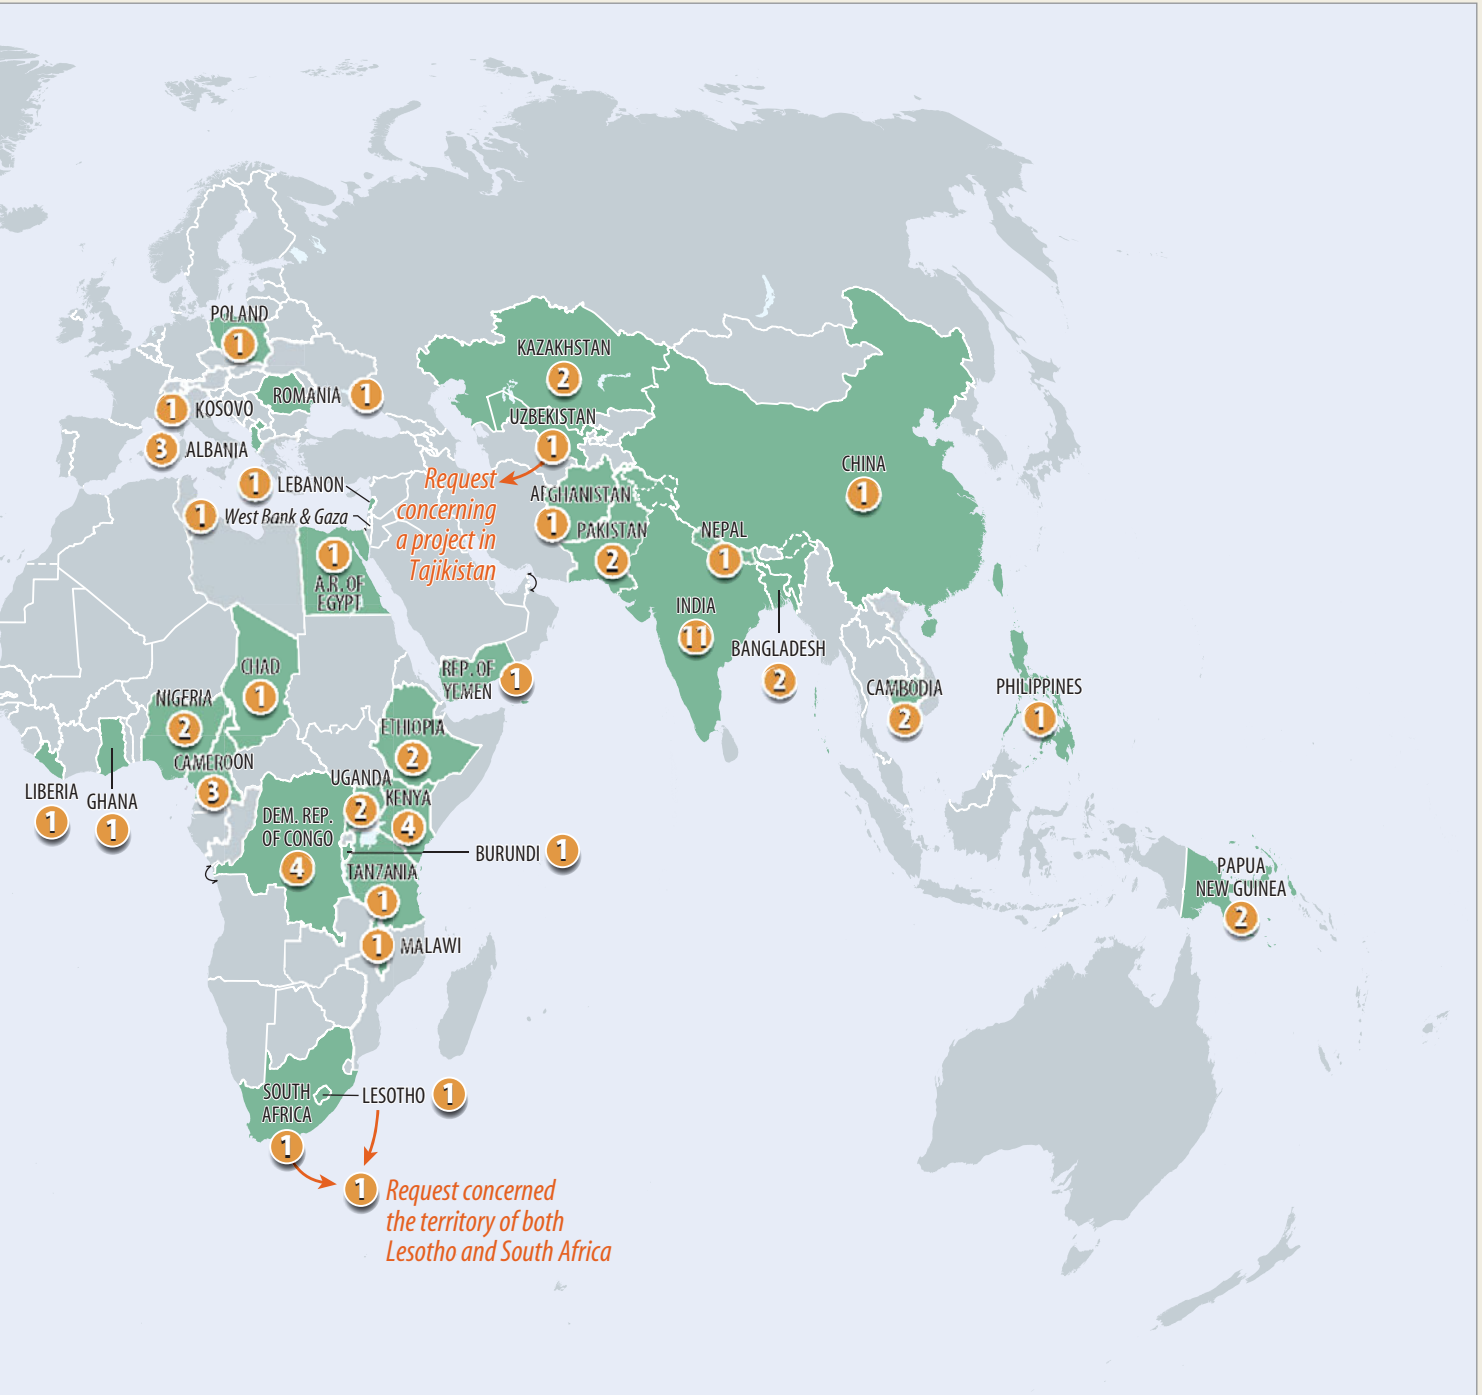 POLAND
1
KAZAKHSTAN
2
ROMANIA 1
1 KOSOVO
UZBEKISTAN
1
3 ALBANIA
CHINA
1
Request
concerning
a project in
Tajikistan
1 LEBANON
AFGHANISTAN
1
1 West Bank & Gaza
PAKISTAN
2
NEPAL
1
1
A.R. OF
EGYPT
INDIA
11
BANGLADESH
2
CHAD
1
REP. OF
YEMEN 1
CAMBODIA
2
PHILIPPINES
1
NIGERIA
2
ETHIOPIA
2
CAMEROON
3
UGANDA
2
KENYA
4
LIBERIA
1
GHANA
1
DEM. REP.
OF CONGO
4
BURUNDI 1
TANZANIA
1
PAPUA
NEW GUINEA
2
1 MALAWI
SOUTH
AFRICA
1
LESOTHO 1
1 Request concerned
the territory of both
Lesotho and South Africa